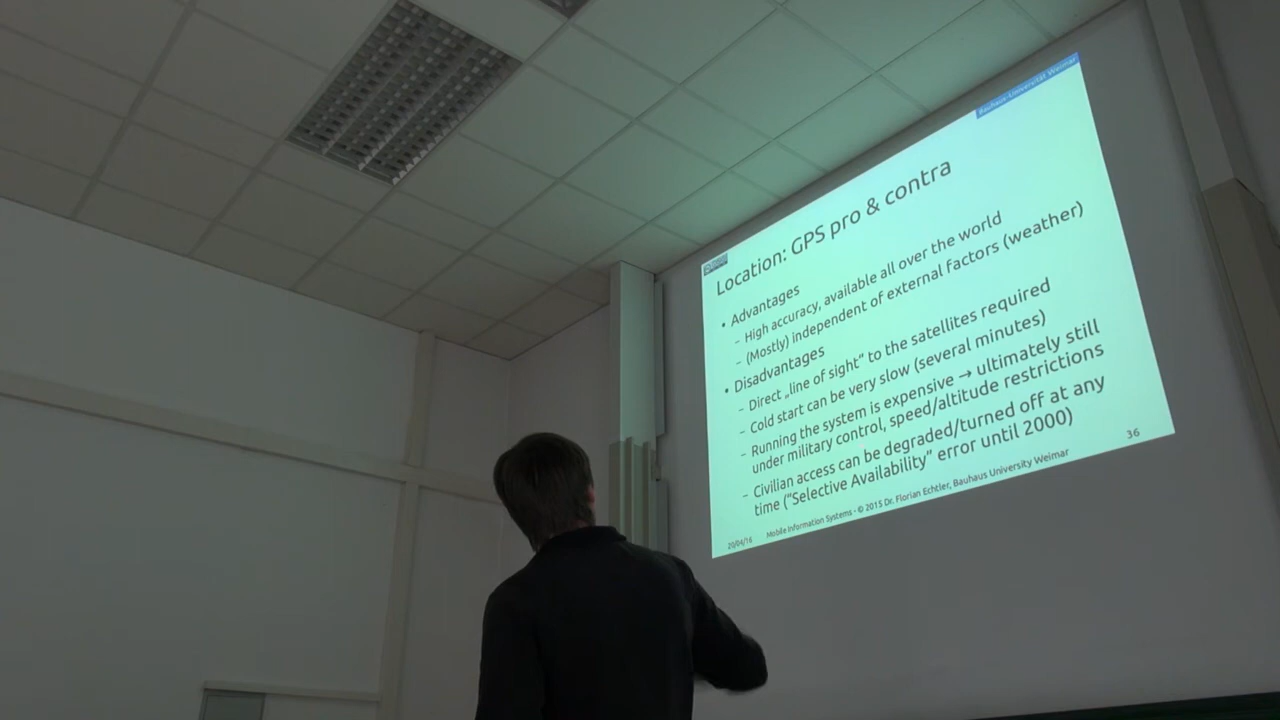 Bauhaus-Universität Weimar
Location: GPS pro & contra
• Advantages
– High accuracy, available all over the world
– (Mostly) independent of external factors (weather)
• Disadvantages
– Direct „line of sight“ to the satellites required
– Cold start can be very slow (several minutes)
– Running the system is expensive → ultimately still
under military control, speed/altitude restrictions
– Civilian access can be degraded/turned off at any
time ("Selective Availability" error until 2000)
36
20/04/16 Mobile Information Systems - © 2015 Dr. Florian Echtler, Bauhaus University Weimar